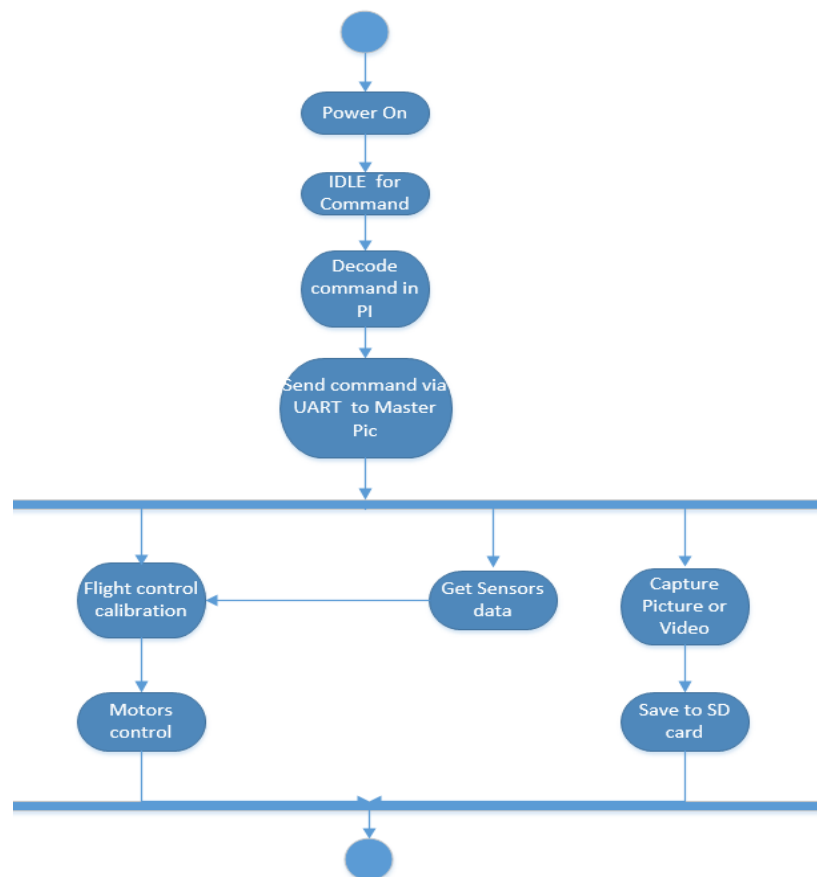 Power On
IDLE for
Command
Decode
command in
PI
Send command via
UART to Master
Pic
Flight control
calibration
Get Sensors
data
Capture
Picture or
Video
Motors
control
Save to SD
card